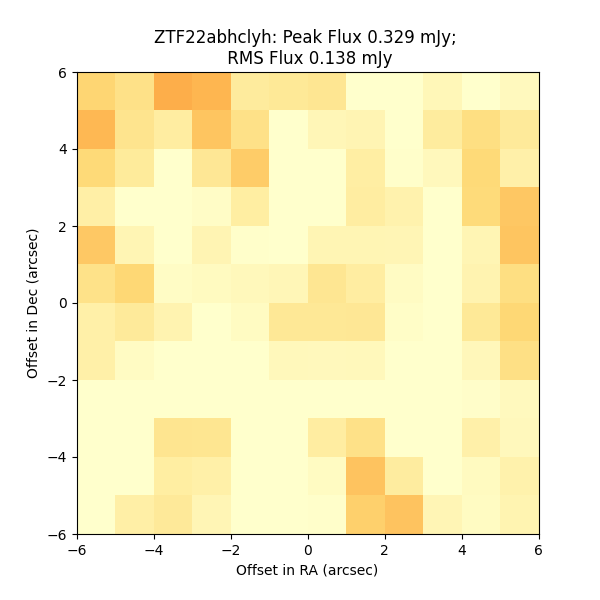 ZTF22abhclyh: Peak Flux 0.329 mJy;
RMS Flux 0.138 mJy
6
4
2
0
−2
−4
−6
Offset in Dec (arcsec)
−6 −4 −2 0 2 4 6
Offset in RA (arcsec)